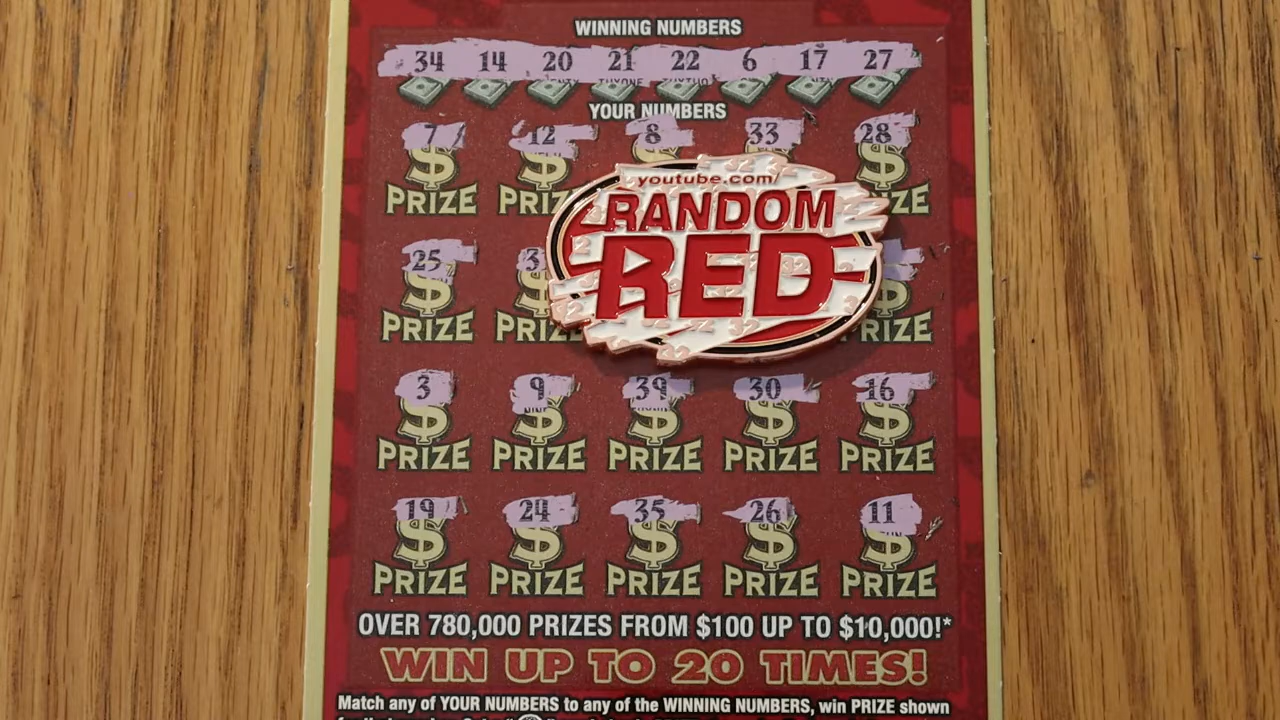 WINNING NUMBERS
34 14 20 21 22 6 17 27
YOUR NUMBERS
7 12 8 33 28
PRIZE PRIZE
youtube.com/
RANDOM
RED
25
PRIZE
3 9 39 30 16
PRIZE PRIZE PRIZE PRIZE PRIZE
19 24 35 26 11
PRIZE PRIZE PRIZE PRIZE PRIZE
OVER 780,000 PRIZES FROM $100 UP TO $10,000!*
WIN UP TO 20 TIMES!
Match any of YOUR NUMBERS to any of the WINNING NUMBERS, win PRIZE shown